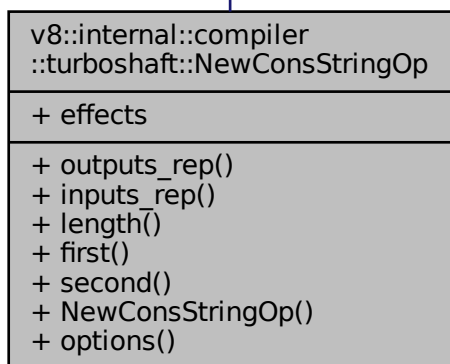 v8::internal::compiler
::turboshaft::NewConsStringOp
+ effects
+ outputs_rep()
+ inputs_rep()
+ length()
+ first()
+ second()
+ NewConsStringOp()
+ options()